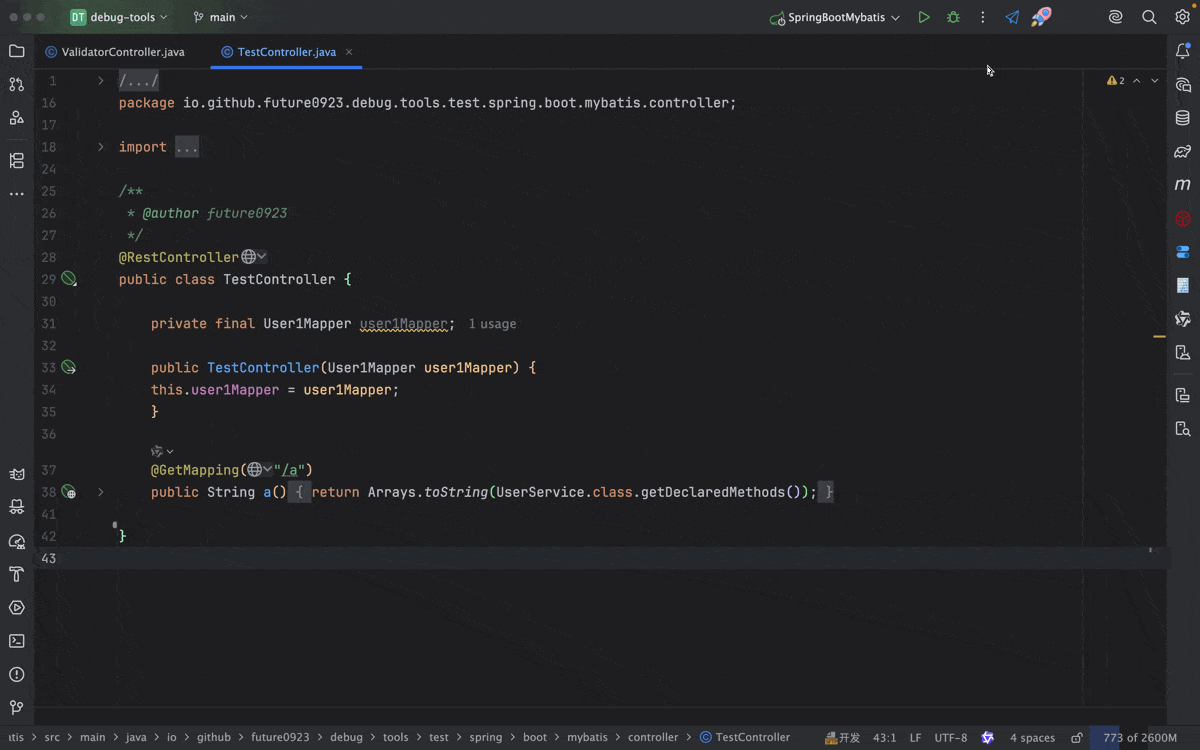 DT debug-tools main SpringBootMybatis
ValidatorController.java TestController.java
1 /.../ 2
16 package io.github.future0923.debug.tools.test.spring.boot.mybatis.controller;
17
18 import ...
24
25 /**
26 * @author future0923
27 */
28 @RestController
29 public class TestController {
30
31 private final User1Mapper user1Mapper; 1 usage
32
33 public TestController(User1Mapper user1Mapper) {
34 this.user1Mapper = user1Mapper;
35 }
36
37 @GetMapping("/a")
38 public String a() { return Arrays.toString(UserService.class.getDeclaredMethods()); }
41
42 }
43
atis > src > main > java > io > github > future0923 > debug > tools > test > spring > boot > mybatis > controller > TestController 开发 43:1 LF UTF-8 4 spaces 773 of 2600M